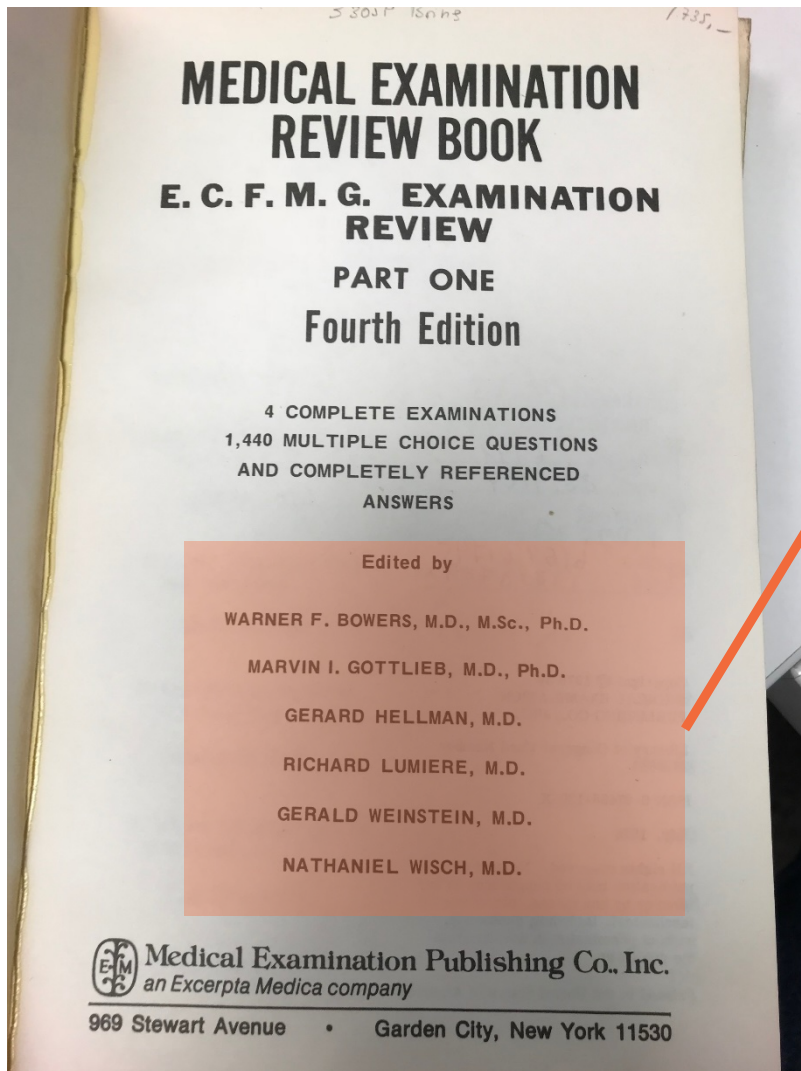 MEDICAL EXAMINATION
REVIEW BOOK
E. C. F. M. G. EXAMINATION
REVIEW
PART ONE
Fourth Edition
4 COMPLETE EXAMINATIONS
1,440 MULTIPLE CHOICE QUESTIONS
AND COMPLETELY REFERENCED
ANSWERS
Edited by
WARNER F. BOWERS, M.D., M.Sc., Ph.D.
MARVIN I. GOTTLIEB, M.D., Ph.D.
GERARD HELLMAN, M.D.
RICHARD LUMIERE, M.D.
GERALD WEINSTEIN, M.D.
NATHANIEL WISCH, M.D.
E M Medical Examination Publishing Co., Inc.
an Excerpta Medica company
969 Stewart Avenue • Garden City, New York 11530